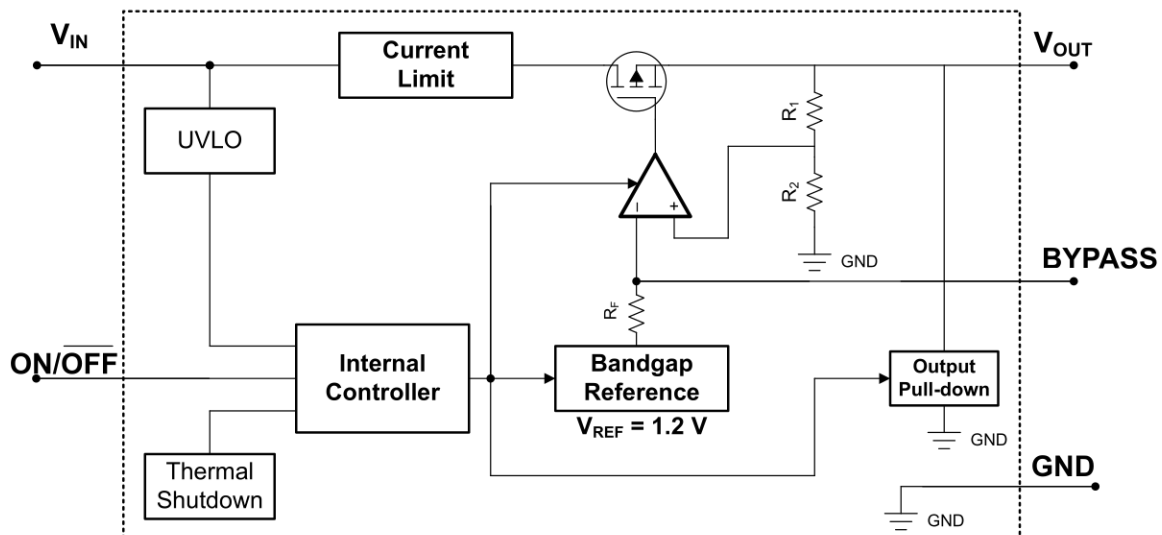 VIN
Current
Limit
VOUT
UVLO
R1
R2
− +
GND
BYPASS
RF
ON/OFF
Internal
Controller
Bandgap
Reference
VREF = 1.2 V
Output
Pull-down
GND
Thermal
Shutdown
GND
GND